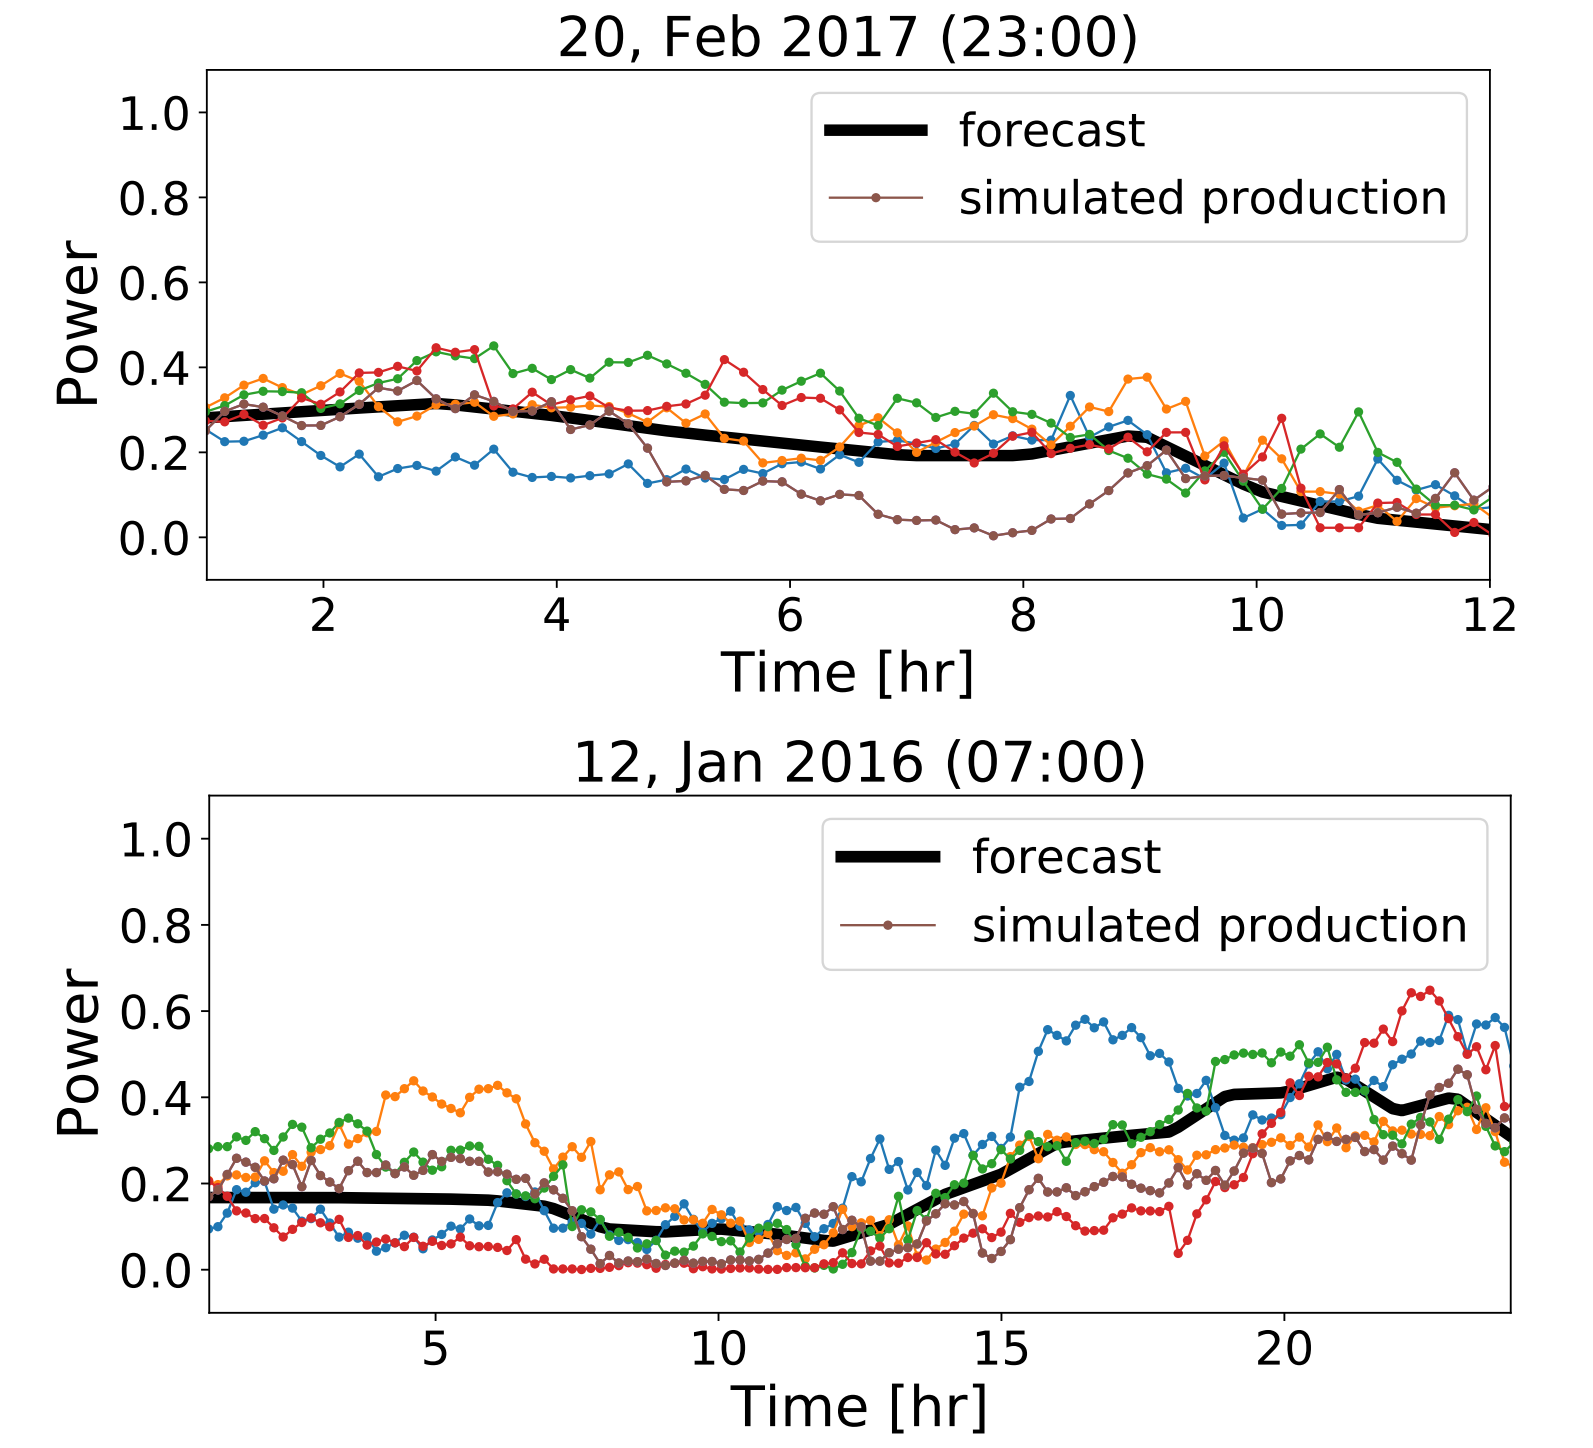 20, Feb 2017 (23:00)
forecast
simulated production
Power
1.0
0.8
0.6
0.4
0.2
0.0
2 4 6 8 10 12
Time [hr]
12, Jan 2016 (07:00)
forecast
simulated production
Power
1.0
0.8
0.6
0.4
0.2
0.0
5 10 15 20
Time [hr]